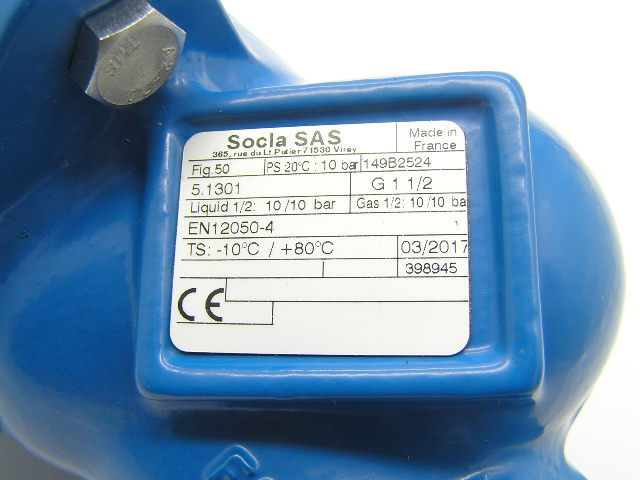 Socla SAS
365, rue du Lt Putier 71530 Virey
Made in
France
Fig.50 PS 20°C : 10 bar 149B2524
5.1301 G 1 1/2
Liquid 1/2: 10/10 bar Gas 1/2: 10/10 bar
EN12050-4
TS: -10°C / +80°C 03/2017
398945
CE